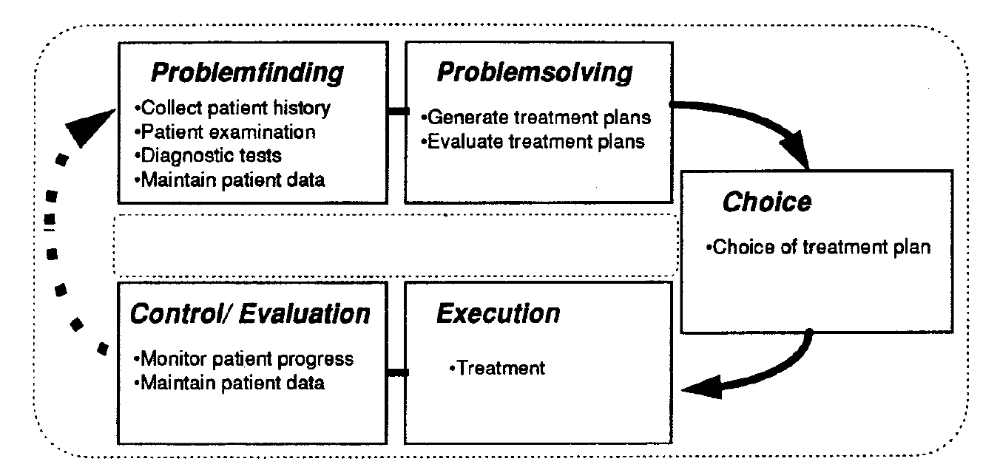 Problemfinding
•Collect patient history
•Patient examination
•Diagnostic tests
•Maintain patient data
Problemsolving
•Generate treatment plans
•Evaluate treatment plans
Choice
•Choice of treatment plan
Execution
•Treatment
Control/ Evaluation
•Monitor patient progress
•Maintain patient data